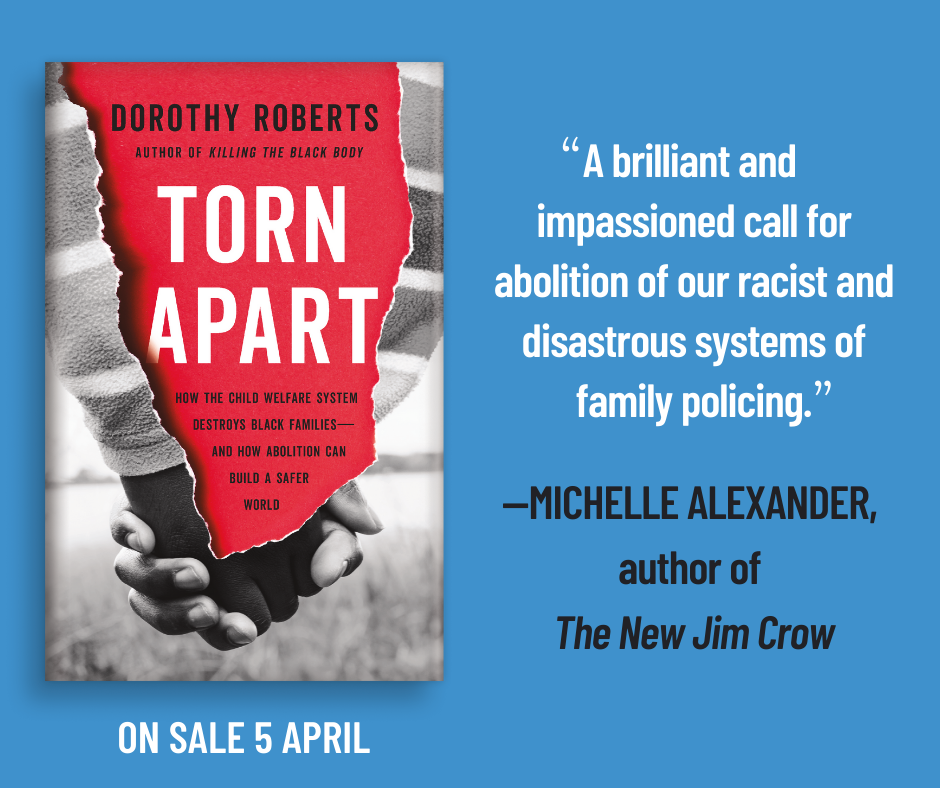 DOROTHY ROBERTS
AUTHOR OF KILLING THE BLACK BODY
TORN
APART
HOW THE CHILD WELFARE SYSTEM
DESTROYS BLACK FAMILIES—
AND HOW ABOLITION CAN
BUILD A SAFER
WORLD
ON SALE 5 APRIL
“A brilliant and
impassioned call for
abolition of our racist and
disastrous systems of
family policing.”
—MICHELLE ALEXANDER,
author of
The New Jim Crow